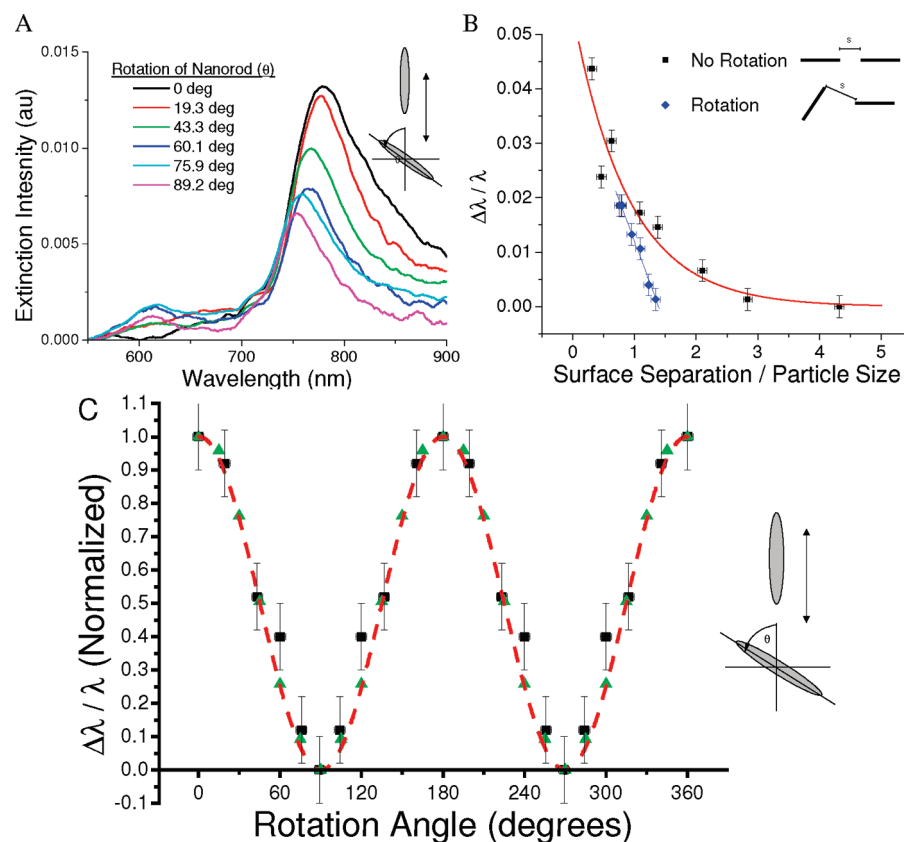 A
0.015
0.010
0.005
0.000
Extinction Intesnity (au)
Rotation of Nanorod (θ)
0 deg
19.3 deg
43.3 deg
60.1 deg
75.9 deg
89.2 deg
600
700
800
900
Wavelength (nm)
B
0.05
0.04
0.03
0.02
0.01
0.00
Δλ / λ
No Rotation
s
Rotation
s
0
1
2
3
4
5
Surface Separation / Particle Size
C
1.1
1.0
0.9
0.8
0.7
0.6
0.5
0.4
0.3
0.2
0.1
0.0
-0.1
Δλ / λ (Normalized)
θ
0
60
120
180
240
300
360
Rotation Angle (degrees)